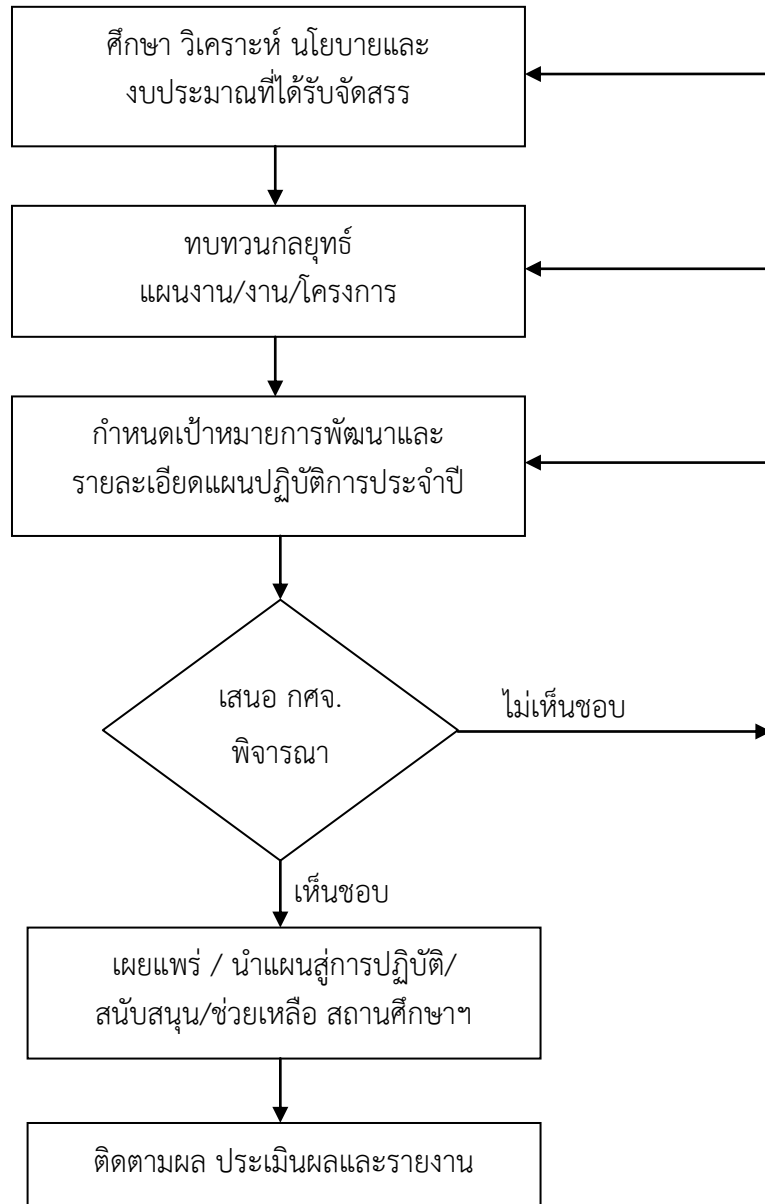 ศึกษา วิเคราะห์ นโยบายและ
งบประมาณที่ได้รับจัดสรร
ทบทวนกลยุทธ์
แผนงาน/งาน/โครงการ
กำหนดเป้าหมายการพัฒนาและ
รายละเอียดแผนปฏิบัติการประจำปี
เสนอ กศจ.
พิจารณา
ไม่เห็นชอบ
เห็นชอบ
เผยแพร่ / นำแผนสู่การปฏิบัติ/
สนับสนุน/ช่วยเหลือ สถานศึกษาฯ
ติดตามผล ประเมินผลและรายงาน